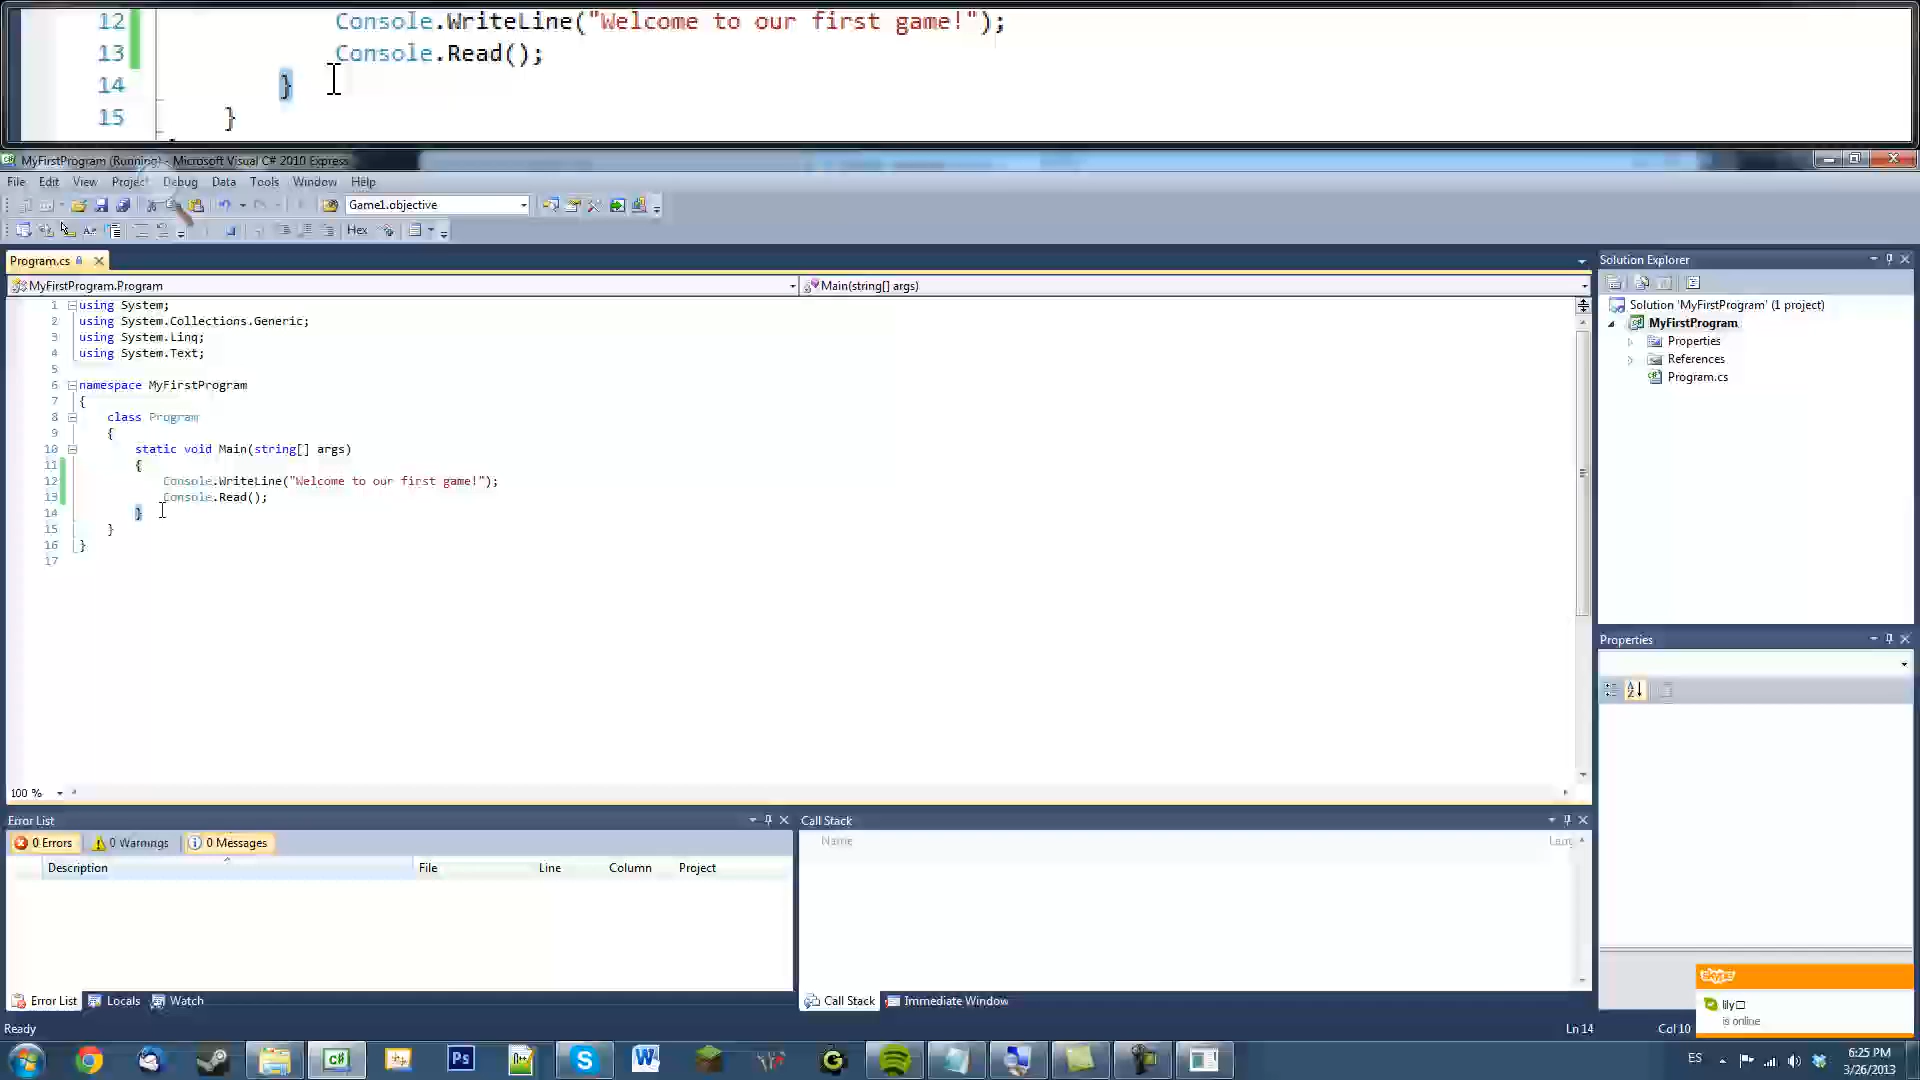 12 Console.WriteLine("Welcome to our first game!");
13 Console.Read();
14 }
15 }
MyFirstProgram (Running) - Microsoft Visual C# 2010 Express
File Edit View Project Debug Data Tools Window Help
Game1.objective
Hex
Program.cs
MyFirstProgram.Program
Main(string[] args)
1 using System;
2 using System.Collections.Generic;
3 using System.Linq;
4 using System.Text;
5
6 namespace MyFirstProgram
7 {
8 class Program
9 {
10 static void Main(string[] args)
11 {
12 Console.WriteLine("Welcome to our first game!");
13 Console.Read();
14 }
15 }
16 }
17
100 %
Solution Explorer
Solution 'MyFirstProgram' (1 project)
MyFirstProgram
Properties
References
Program.cs
Properties
Error List
0 Errors 0 Warnings 0 Messages
Description File Line Column Project
Call Stack
Name
Error List Locals Watch
Call Stack Immediate Window
skype
lily
is online
Ready
Ln 14 Col 10
C#
Ps
S
W
ES
6:25 PM
3/26/2013